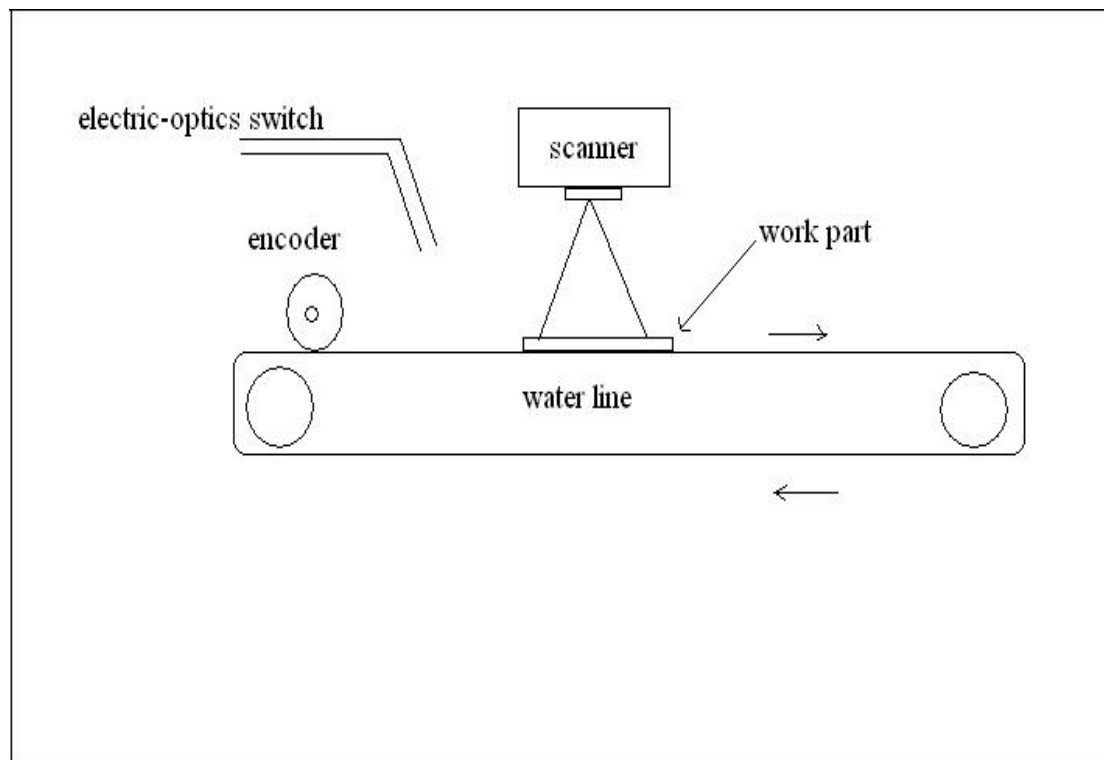 electric-optics switch
scanner
encoder
work part
water line